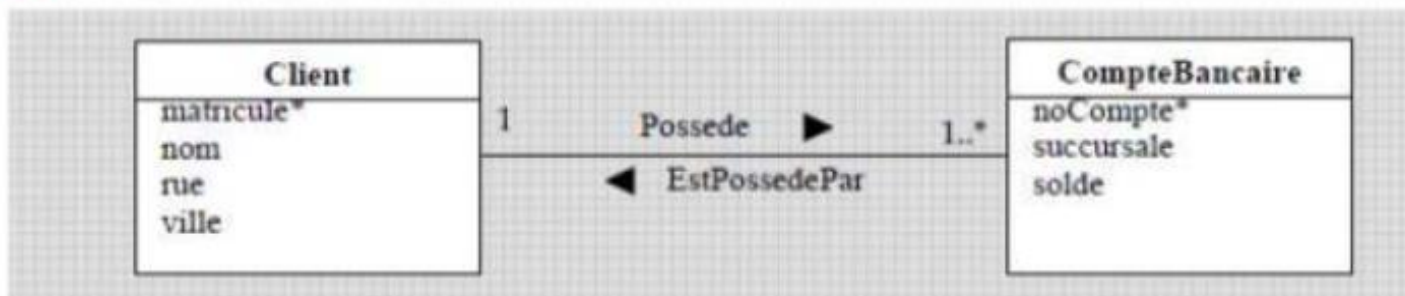 Client
matricule*
nom
rue
ville
1
Possede ▶
1..*
◀ EstPossedePar
CompteBancaire
noCompte*
succursale
solde